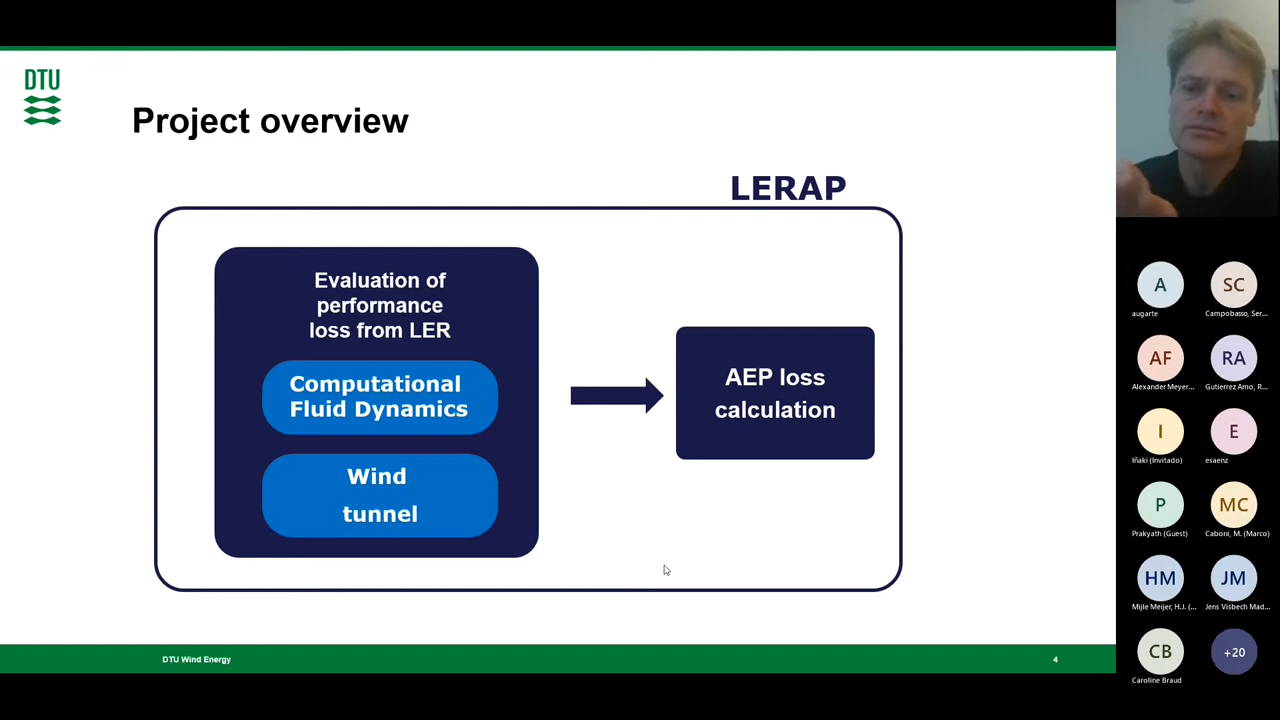 DTU
Project overview
LERAP
Evaluation of
performance
loss from LER
Computational
Fluid Dynamics
Wind
tunnel
AEP loss
calculation
DTU Wind Energy
4
A
augarte
SC
Campobasso, Ser...
AF
Alexander Meyer...
RA
Gutierrez Amo, R...
I
Iñaki (Invitado)
E
esaenz
P
Prakyath (Guest)
MC
Caboni, M. (Marco)
HM
Mijle Meijer, H.J. (...
JM
Jens Visbech Mad...
CB
Caroline Braud
+20